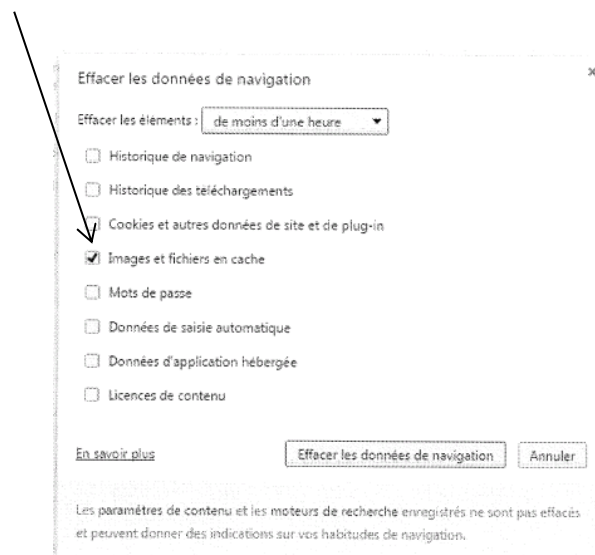 Effacer les données de navigation
Effacer les éléments : de moins d'une heure
Historique de navigation
Historique des téléchargements
Cookies et autres données de site et de plug-in
Images et fichiers en cache
Mots de passe
Données de saisie automatique
Données d'application hébergée
Licences de contenu
En savoir plus Effacer les données de navigation Annuler
Les paramètres de contenu et les moteurs de recherche enregistrés ne sont pas effacés
et peuvent donner des indications sur vos habitudes de navigation.